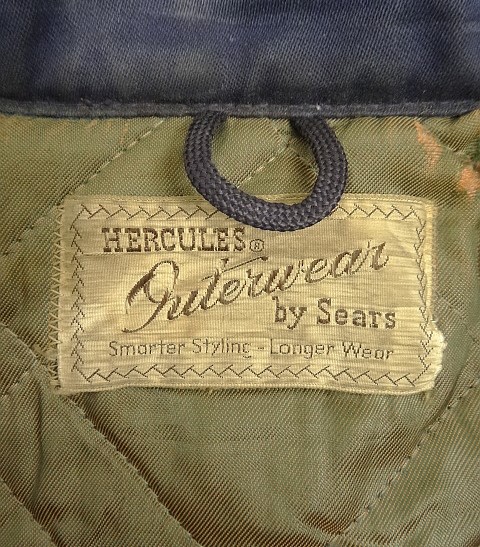 HERCULES®
Outerwear
by Sears
Smarter Styling - Longer Wear